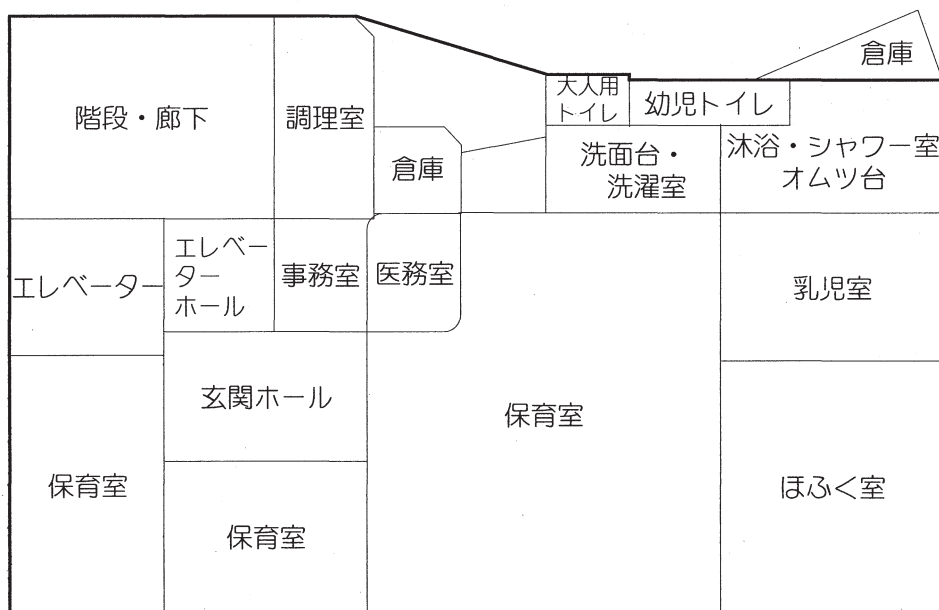 倉庫
階段・廊下
調理室
大人用
トイレ
幼児トイレ
倉庫
洗面台・
洗濯室
沐浴・シャワー室
オムツ台
エレベーター
エレベー
ター
ホール
事務室
医務室
乳児室
玄関ホール
保育室
保育室
ほふく室
保育室